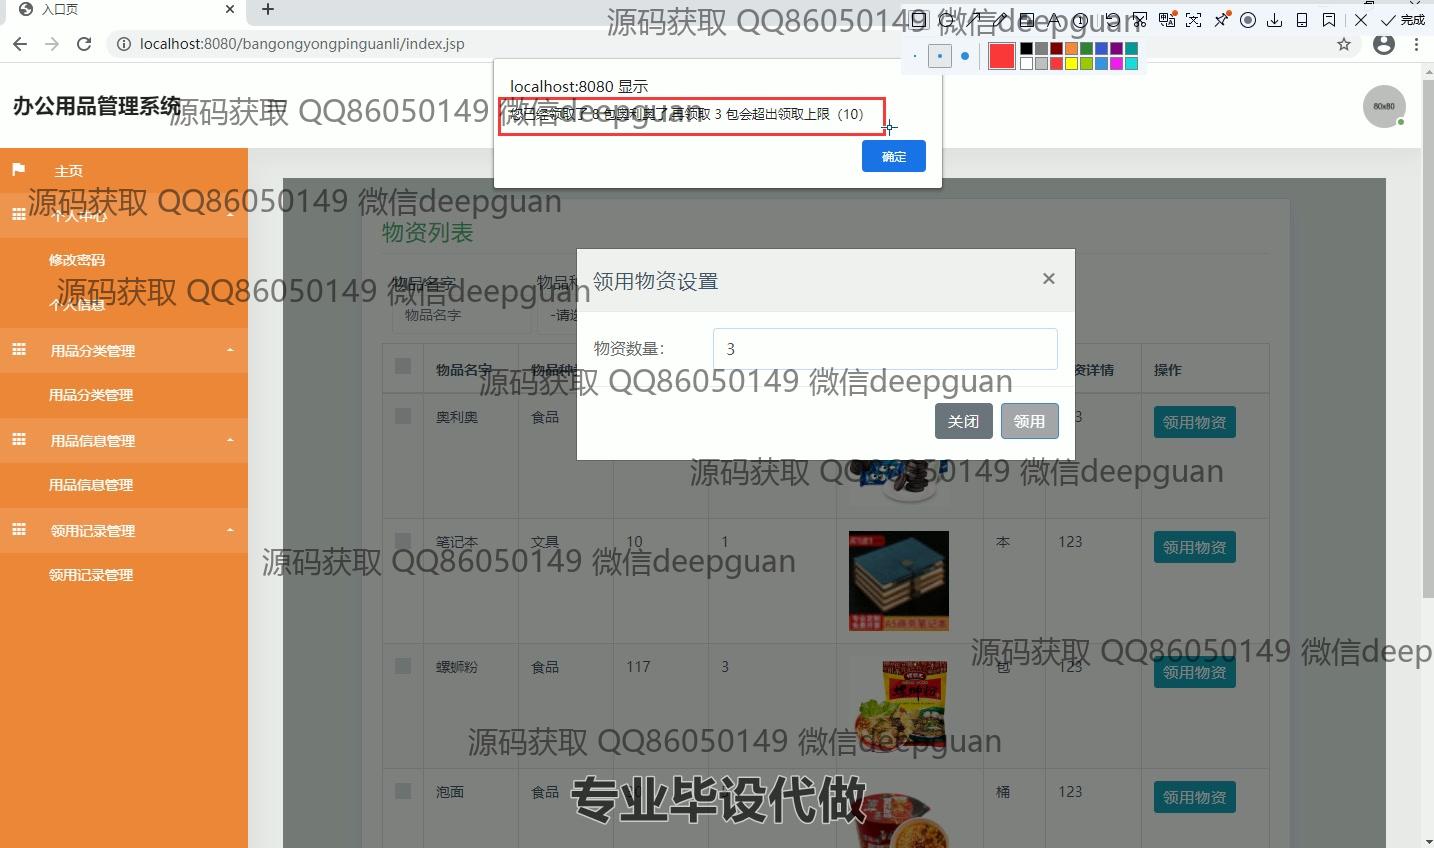 入口页
完成
localhost:8080/bangongyongpinguanli/index.jsp
源码获取 QQ86050149 微信deepguan
localhost:8080 显示
您已经领取了 8 包奥利奥了,再领取 3 包会超出领取上限（10）
确定
办公用品管理系统
源码获取 QQ86050149 微信deepguan
80x80
主页
个人中心
源码获取 QQ86050149 微信deepguan
修改密码
个人信息
源码获取 QQ86050149 微信deepguan
用品分类管理
用品分类管理
用品信息管理
用品信息管理
领用记录管理
领用记录管理
物资列表
物品名字
物品名字
-请选
领用物资设置
×
物资数量：
3
源码获取 QQ86050149 微信deepguan
关闭
领用
物品名字 物品种 资详情 操作
奥利奥 食品 3 领用物资
源码获取 QQ86050149 微信deepguan
笔记本 文具 10 1 本 123 领用物资
A5商务笔记本
源码获取 QQ86050149 微信deepguan
螺蛳粉 食品 117 3 包 123 领用物资
源码获取 QQ86050149 微信deep
源码获取 QQ86050149 微信deepguan
泡面 食品 桶 123 领用物资
专业毕设代做